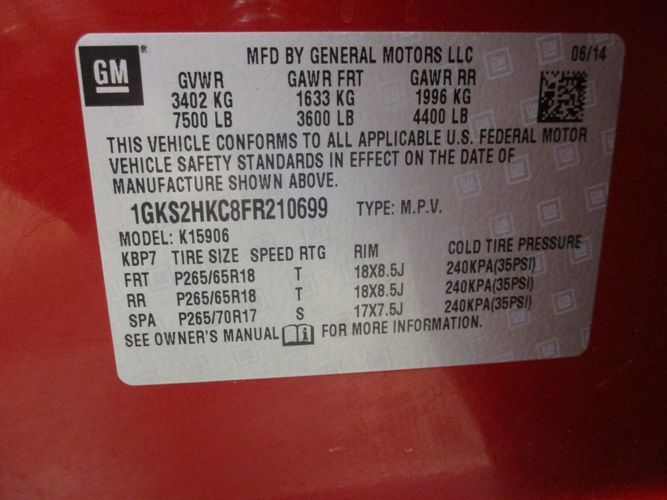 GM MFD BY GENERAL MOTORS LLC 06/14
GVWR GAWR FRT GAWR RR
3402 KG 1633 KG 1996 KG
7500 LB 3600 LB 4400 LB
THIS VEHICLE CONFORMS TO ALL APPLICABLE U.S. FEDERAL MOTOR
VEHICLE SAFETY STANDARDS IN EFFECT ON THE DATE OF
MANUFACTURE SHOWN ABOVE.
1GKS2HKC8FR210699 TYPE: M.P.V.
MODEL: K15906
KBP7 TIRE SIZE SPEED RTG RIM COLD TIRE PRESSURE
FRT P265/65R18 T 18X8.5J 240KPA(35PSI)
RR P265/65R18 T 18X8.5J 240KPA(35PSI)
SPA P265/70R17 S 17X7.5J 240KPA(35PSI)
SEE OWNER'S MANUAL FOR MORE INFORMATION.